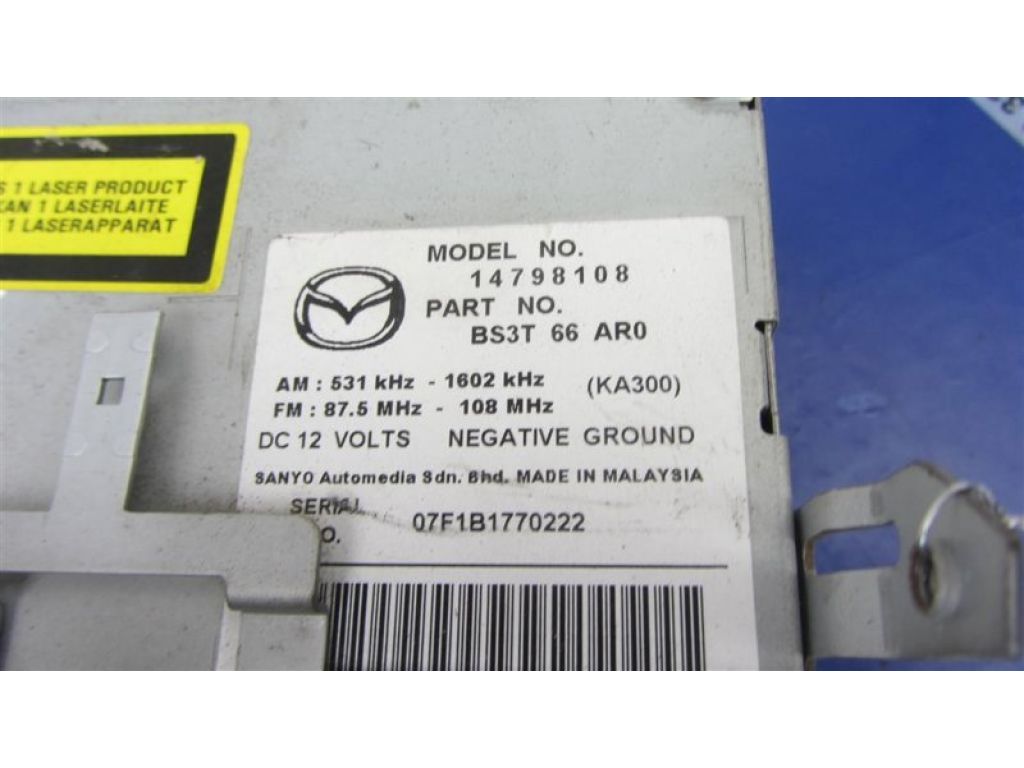 1 LASER PRODUCT
1 LASERLAITE
1 LASERAPPARAT
MODEL NO.
14798108
PART NO.
BS3T 66 AR0
AM : 531 kHz - 1602 kHz (KA300)
FM : 87.5 MHz - 108 MHz
DC 12 VOLTS NEGATIVE GROUND
SANYO Automedia Sdn. Bhd. MADE IN MALAYSIA
SERIAL 07F1B1770222